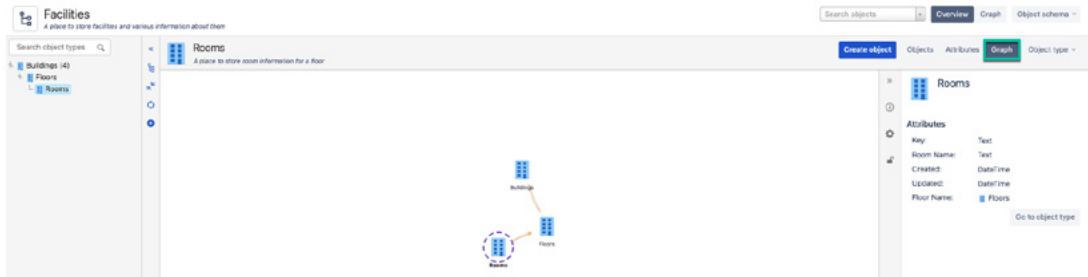 Facilities
A place to store facilities and various information about them
Search objects
Overview
Graph
Object schema
Search object types
Buildings (4)
Floors
Rooms
Rooms
A place to store room information for a floor
Create object
Objects
Attributes
Graph
Object type
Buildings
Floors
Rooms
Rooms
Attributes
Key: Text
Room Name: Text
Created: DateTime
Updated: DateTime
Floor Name: Floors
Go to object type